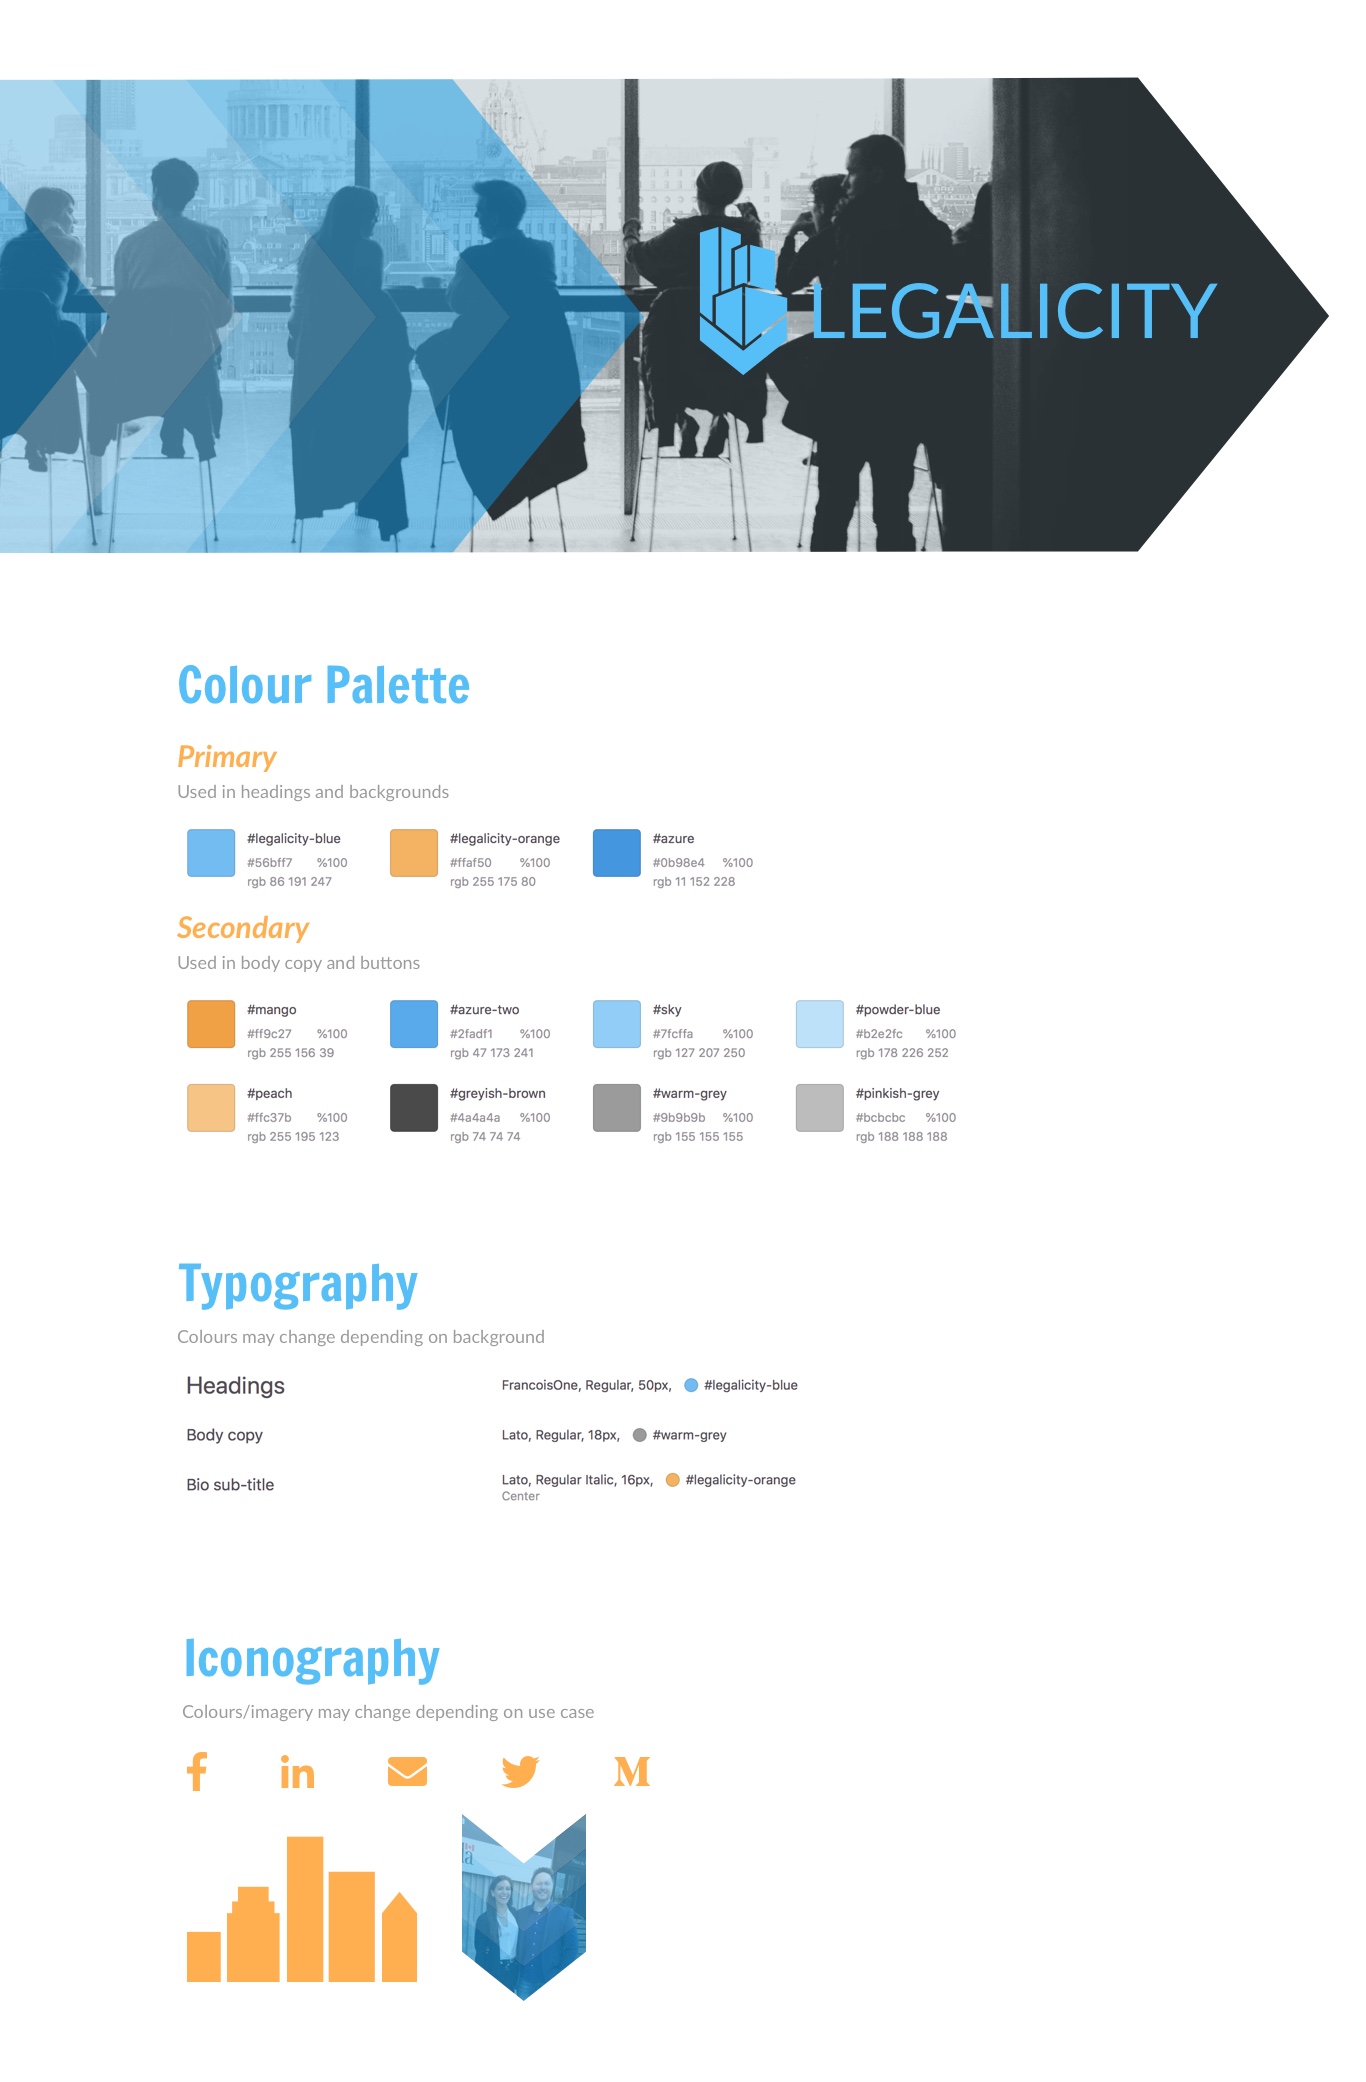 LEGALICITY
Colour Palette
Primary
Used in headings and backgrounds
#legalicity-blue
#56bff7 %100
rgb 86 191 247
#legalicity-orange
#ffaf50 %100
rgb 255 175 80
#azure
#0b98e4 %100
rgb 11 152 228
Secondary
Used in body copy and buttons
#mango
#ff9c27 %100
rgb 255 156 39
#azure-two
#2fadf1 %100
rgb 47 173 241
#sky
#7fcffa %100
rgb 127 207 250
#powder-blue
#b2e2fc %100
rgb 178 226 252
#peach
#ffc37b %100
rgb 255 195 123
#greyish-brown
#4a4a4a %100
rgb 74 74 74
#warm-grey
#9b9b9b %100
rgb 155 155 155
#pinkish-grey
#bcbcbc %100
rgb 188 188 188
Typography
Colours may change depending on background
Headings
FrancoisOne, Regular, 50px, #legalicity-blue
Body copy
Lato, Regular, 18px, #warm-grey
Bio sub-title
Lato, Regular Italic, 16px, #legalicity-orange
Center
Iconography
Colours/imagery may change depending on use case
in
M